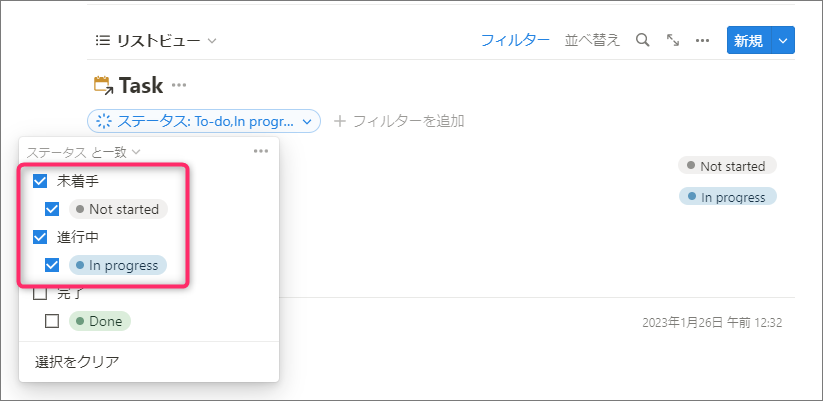 リストビュー フィルター 並べ替え 新規
Task
ステータス: To-do,In progr... フィルターを追加
ステータス と一致
未着手 Not started
Not started In progress
進行中
In progress
完了
Done
2023年1月26日 午前 12:32
選択をクリア